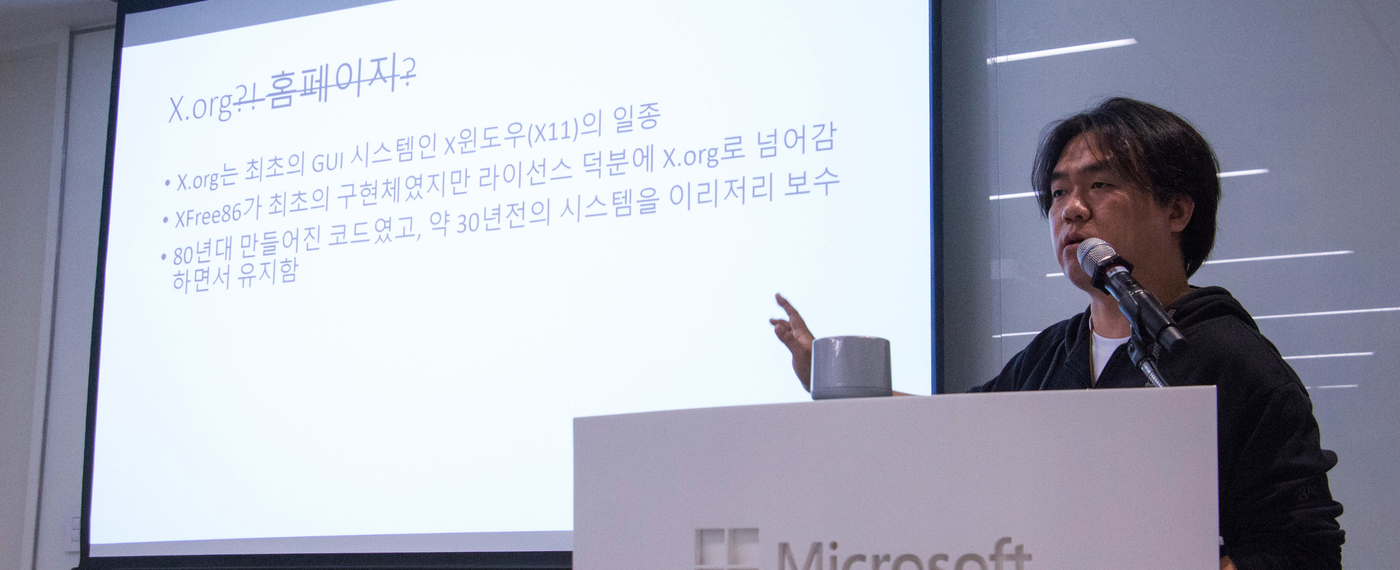 X.org?! 홈페이지?
• X.org는 최초의 GUI 시스템인 X윈도우(X11)의 일종
• XFree86가 최초의 구현체였지만 라이선스 덕분에 X.org로 넘어감
• 80년대 만들어진 코드였고, 약 30년전의 시스템을 이리저리 보수
하면서 유지함
Microsoft